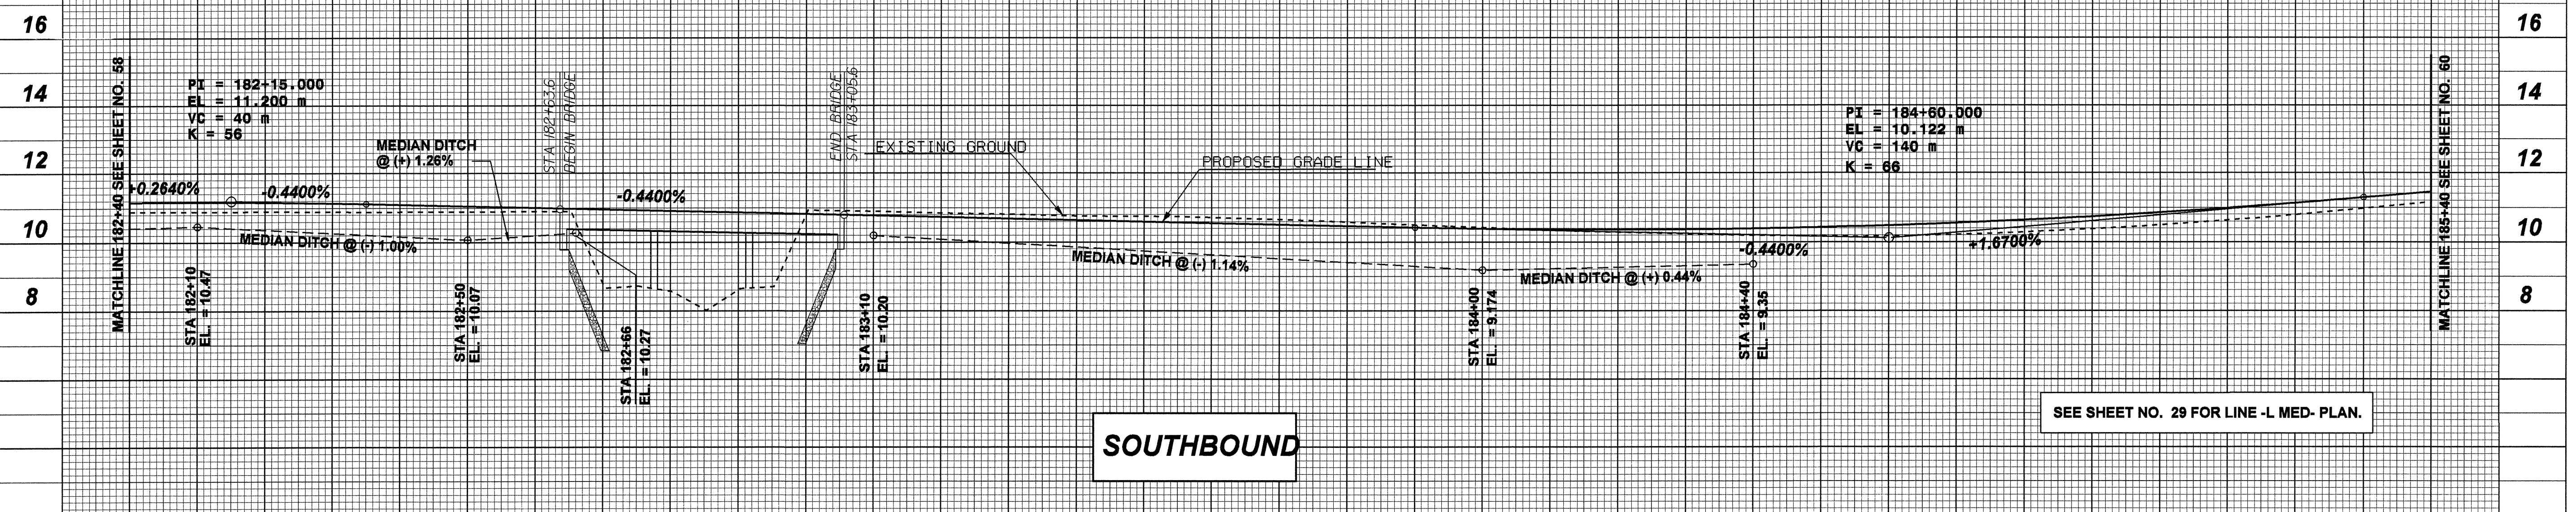 16
14
12
10
8
MATCHLINE 182+40 SEE SHEET NO. 58
PI = 182+15.000
EL = 11.200 m
VC = 40 m
K = 56
+0.2640%
-0.4400%
MEDIAN DITCH
@ (+) 1.26%
MEDIAN DITCH @ (-) 1.00%
STA 182+10
EL. = 10.47
STA 182+50
EL. = 10.07
STA 182+63.6
BEGIN BRIDGE
-0.4400%
STA 182+66
EL. = 10.27
END BRIDGE
STA 183+05.6
EXISTING GROUND
STA 183+10
EL. = 10.20
PROPOSED GRADE LINE
MEDIAN DITCH @ (-) 1.14%
STA 184+00
EL. = 9.174
MEDIAN DITCH @ (+) 0.44%
STA 184+40
EL. = 9.35
-0.4400%
PI = 184+60.000
EL = 10.122 m
VC = 140 m
K = 66
+1.6700%
MATCHLINE 185+40 SEE SHEET NO. 60
SOUTHBOUND
SEE SHEET NO. 29 FOR LINE -L MED- PLAN.
16
14
12
10
8